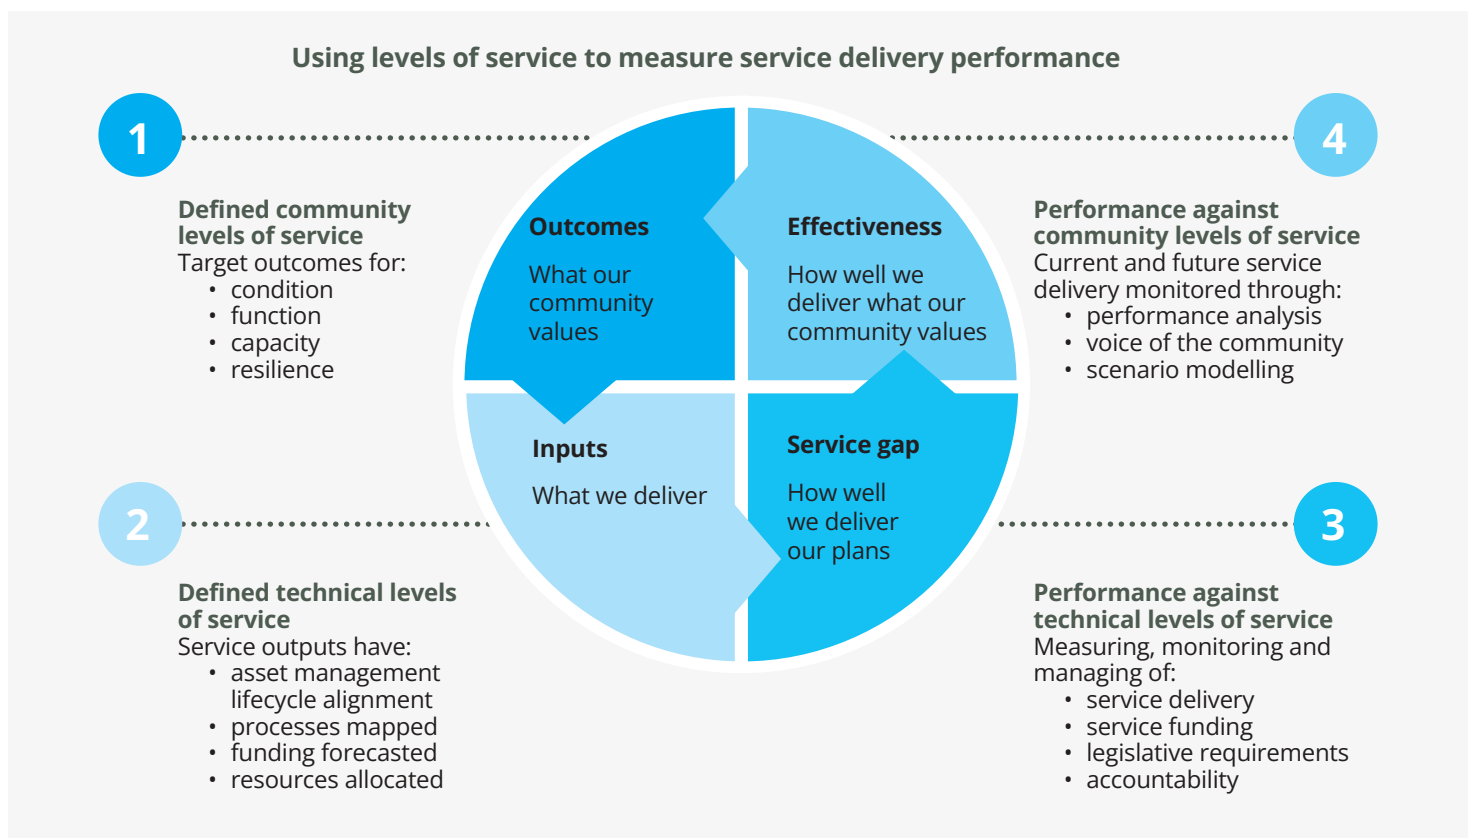 Using levels of service to measure service delivery performance
1
Defined community
levels of service
Target outcomes for:
• condition
• function
• capacity
• resilience
Outcomes
What our
community
values
2
Defined technical levels
of service
Service outputs have:
• asset management
lifecycle alignment
• processes mapped
• funding forecasted
• resources allocated
Inputs
What we deliver
3
Performance against
technical levels of service
Measuring, monitoring and
managing of:
• service delivery
• service funding
• legislative requirements
• accountability
Service gap
How well
we deliver
our plans
4
Performance against
community levels of service
Current and future service
delivery monitored through:
• performance analysis
• voice of the community
• scenario modelling
Effectiveness
How well we
deliver what our
community values